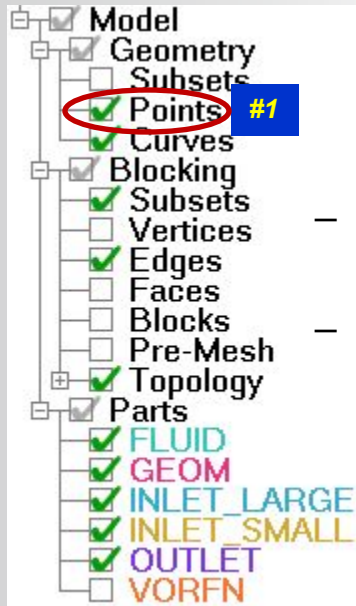 Model
Geometry
Subsets
Points #1
Curves
Blocking
Subsets
Vertices
Edges
Faces
Blocks
Pre-Mesh
Topology
Parts
FLUID
GEOM
INLET_LARGE
INLET_SMALL
OUTLET
VORFN